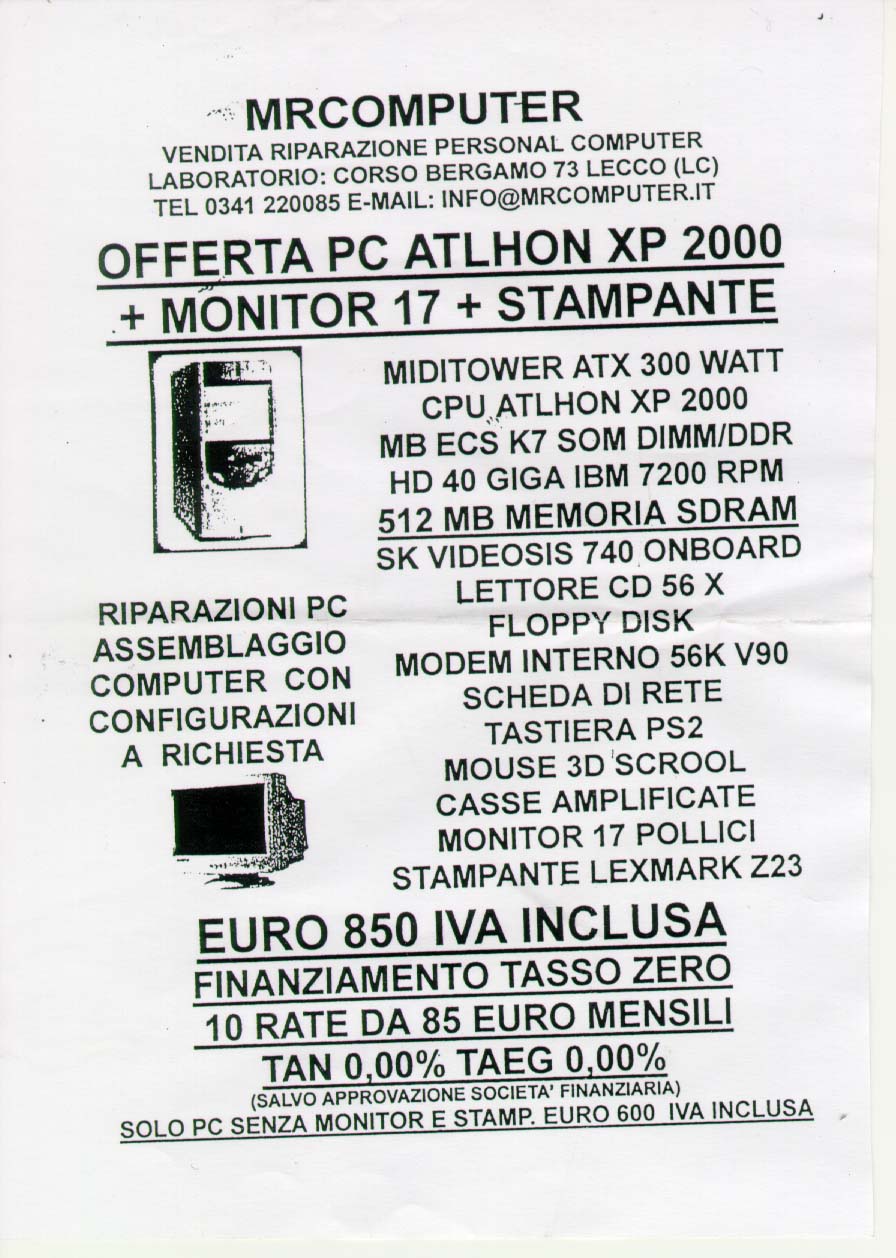 MRCOMPUTER
VENDITA RIPARAZIONE PERSONAL COMPUTER
LABORATORIO: CORSO BERGAMO 73 LECCO (LC)
TEL 0341 220085 E-MAIL: INFO@MRCOMPUTER.IT
OFFERTA PC ATLHON XP 2000
+ MONITOR 17 + STAMPANTE
MIDITOWER ATX 300 WATT
CPU ATLHON XP 2000
MB ECS K7 SOM DIMM/DDR
HD 40 GIGA IBM 7200 RPM
512 MB MEMORIA SDRAM
SK VIDEOSIS 740 ONBOARD
LETTORE CD 56 X
FLOPPY DISK
MODEM INTERNO 56K V90
SCHEDA DI RETE
TASTIERA PS2
MOUSE 3D SCROOL
CASSE AMPLIFICATE
MONITOR 17 POLLICI
STAMPANTE LEXMARK Z23
RIPARAZIONI PC
ASSEMBLAGGIO
COMPUTER CON
CONFIGURAZIONI
A RICHIESTA
EURO 850 IVA INCLUSA
FINANZIAMENTO TASSO ZERO
10 RATE DA 85 EURO MENSILI
TAN 0,00% TAEG 0,00%
(SALVO APPROVAZIONE SOCIETA' FINANZIARIA)
SOLO PC SENZA MONITOR E STAMP. EURO 600 IVA INCLUSA